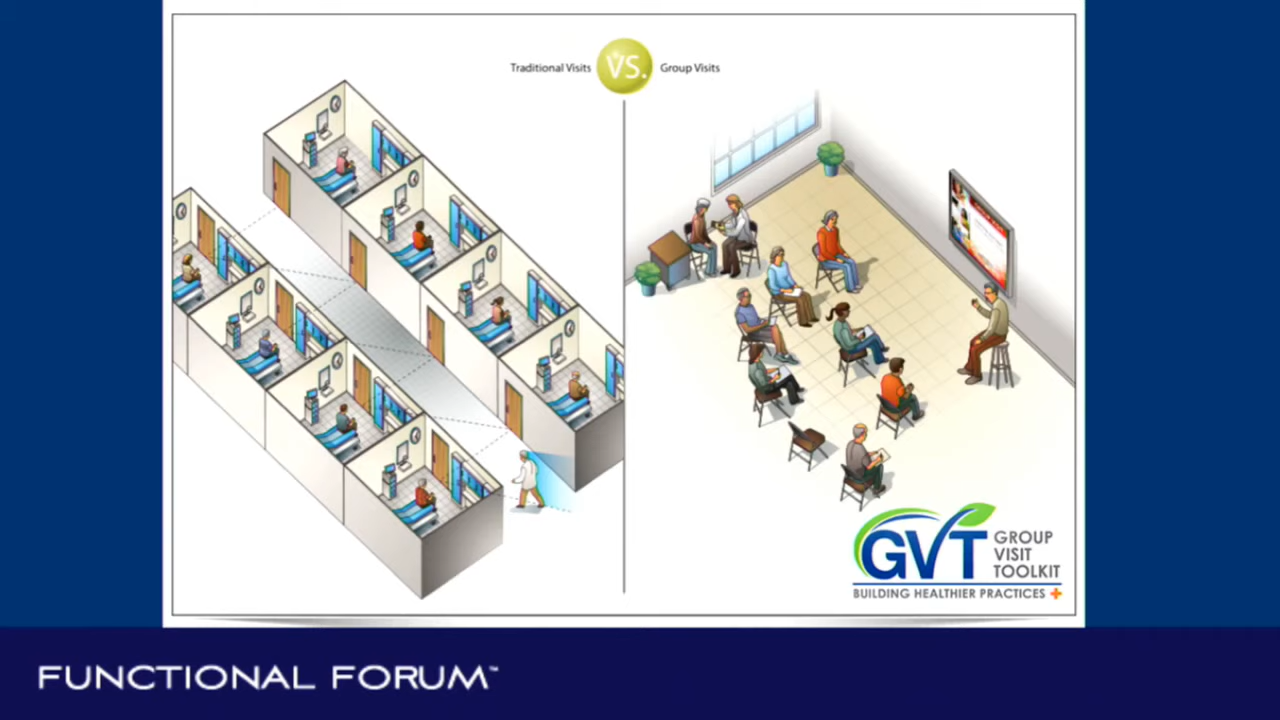 Traditional Visits VS. Group Visits
GVT GROUP
VISIT
TOOLKIT
BUILDING HEALTHIER PRACTICES
FUNCTIONAL FORUM™